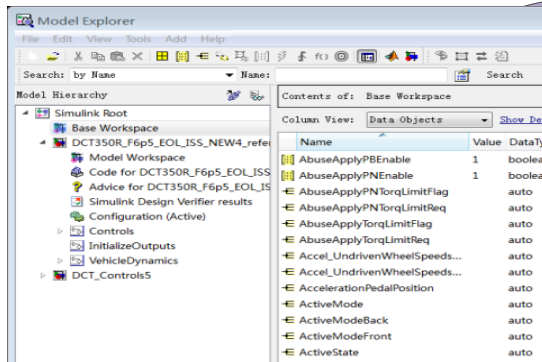 Model Explorer
File Edit View Tools Add Help
Search: by Name Name: Search
Model Hierarchy
Simulink Root
Base Workspace
DCT350R_F6p5_EOL_ISS_NEW4_refe
Model Workspace
Code for DCT350R_F6p5_EOL_ISS
Advice for DCT350R_F6p5_EOL_IS
Simulink Design Verifier results
Configuration (Active)
Controls
InitializeOutputs
VehicleDynamics
DCT_Controls5
Contents of: Base Workspace
Column View: Data Objects Show De
Name Value DataTy
AbuseApplyPBEnable 1 boolea
AbuseApplyPNEnable 1 boolea
AbuseApplyPNTorqLimitFlag auto
AbuseApplyPNTorqLimitReq auto
AbuseApplyTorqLimitFlag auto
AbuseApplyTorqLimitReq auto
Accel_UndrivenWheelSpeeds... auto
Accel_UndrivenWheelSpeeds... auto
AccelerationPedalPosition auto
ActiveMode auto
ActiveModeBack auto
ActiveModeFront auto
ActiveState auto